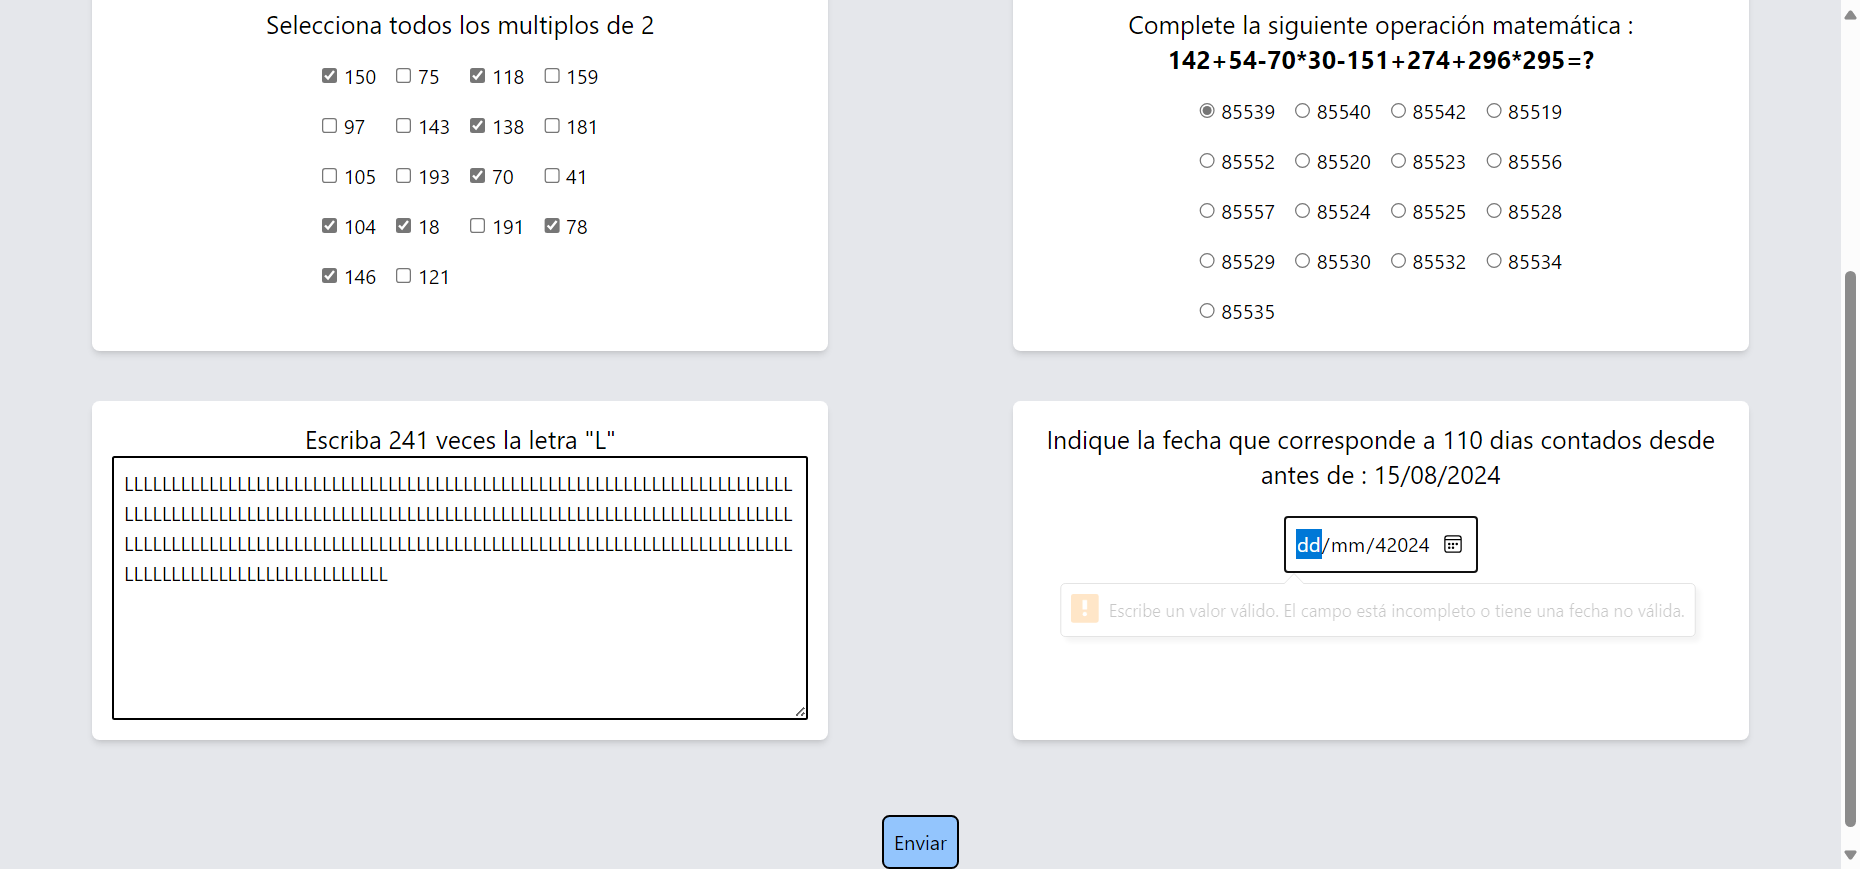 Selecciona todos los multiplos de 2
150 75 118 159
97 143 138 181
105 193 70 41
104 18 191 78
146 121
Complete la siguiente operación matemática :
142+54-70*30-151+274+296*295=?
85539 85540 85542 85519
85552 85520 85523 85556
85557 85524 85525 85528
85529 85530 85532 85534
85535
Escriba 241 veces la letra "L"
LLLLLLLLLLLLLLLLLLLLLLLLLLLLLLLLLLLLLLLLLLLLLLLLLLLLLLLLLLLLLLLLLLLLLLL
LLLLLLLLLLLLLLLLLLLLLLLLLLLLLLLLLLLLLLLLLLLLLLLLLLLLLLLLLLLLLLLLLLLLLLL
LLLLLLLLLLLLLLLLLLLLLLLLLLLLLLLLLLLLLLLLLLLLLLLLLLLLLLLLLLLLLLLLLLLLLLL
LLLLLLLLLLLLLLLLLLLLLLLLLLLL
Indique la fecha que corresponde a 110 dias contados desde
antes de : 15/08/2024
dd/mm/42024
Escribe un valor válido. El campo está incompleto o tiene una fecha no válida.
Enviar